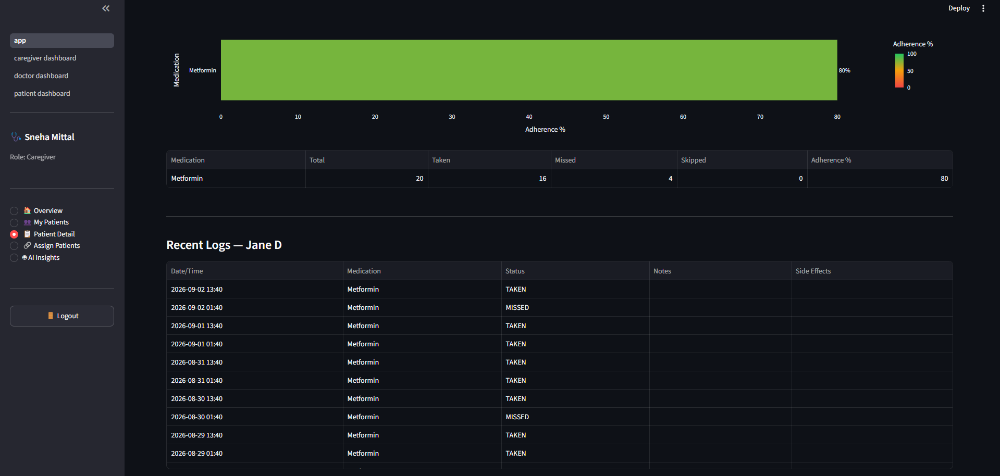 app
caregiver dashboard
doctor dashboard
patient dashboard
Sneha Mittal
Role: Caregiver
Overview
My Patients
Patient Detail
Assign Patients
AI Insights
Logout
Deploy
Medication
Metformin
80%
0 10 20 30 40 50 60 70 80
Adherence %
Adherence %
100
50
0
Medication Total Taken Missed Skipped Adherence %
Metformin 20 16 4 0 80
Recent Logs — Jane D
Date/Time Medication Status Notes Side Effects
2026-09-02 13:40 Metformin TAKEN
2026-09-02 01:40 Metformin MISSED
2026-09-01 13:40 Metformin TAKEN
2026-09-01 01:40 Metformin TAKEN
2026-08-31 13:40 Metformin TAKEN
2026-08-31 01:40 Metformin TAKEN
2026-08-30 13:40 Metformin TAKEN
2026-08-30 01:40 Metformin MISSED
2026-08-29 13:40 Metformin TAKEN
2026-08-29 01:40 Metformin TAKEN